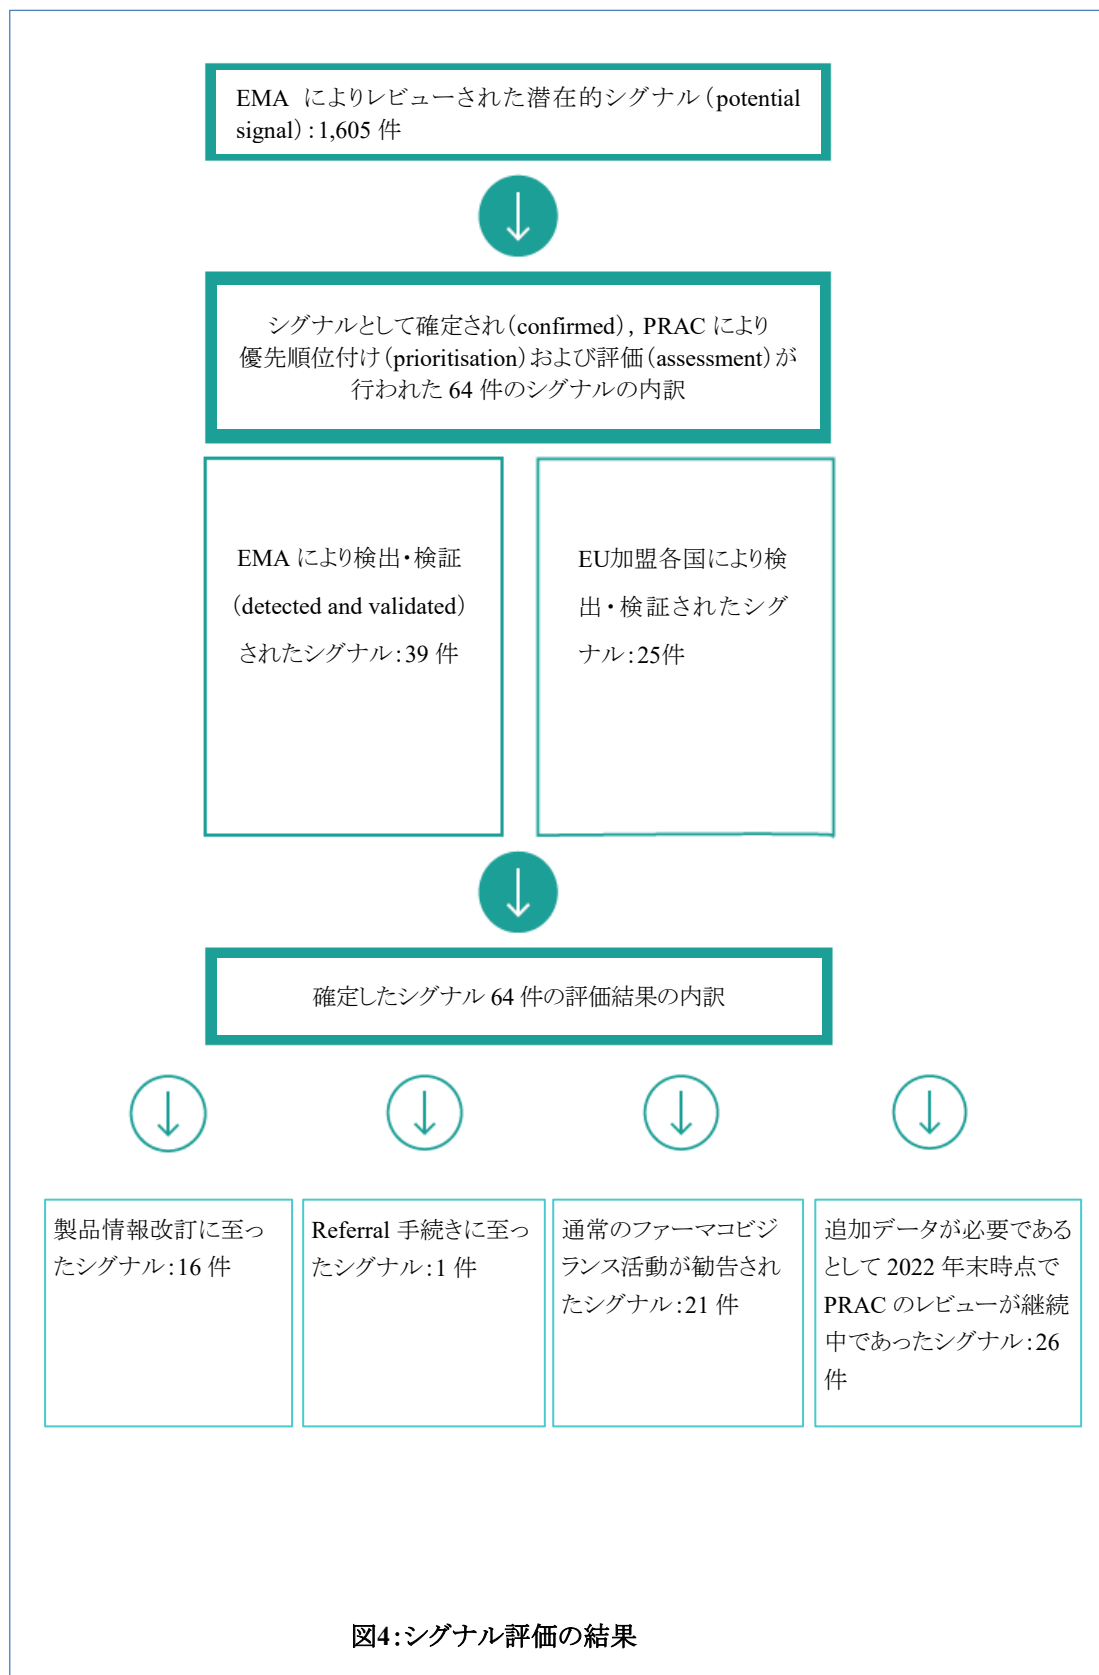 EMA によりレビューされた潜在的シグナル（potential
signal）：1,605 件
シグナルとして確定され（confirmed）, PRAC により
優先順位付け（prioritisation）および評価（assessment）が
行われた 64 件のシグナルの内訳
EMA により検出・検証
（detected and validated）
されたシグナル：39 件
EU加盟各国により検
出・検証されたシグ
ナル：25件
確定したシグナル 64 件の評価結果の内訳
製品情報改訂に至っ
たシグナル：16 件
Referral 手続きに至っ
たシグナル：1 件
通常のファーマコビジ
ランス活動が勧告され
たシグナル：21 件
追加データが必要である
として 2022 年末時点で
PRAC のレビューが継続
中であったシグナル：26
件
図4：シグナル評価の結果